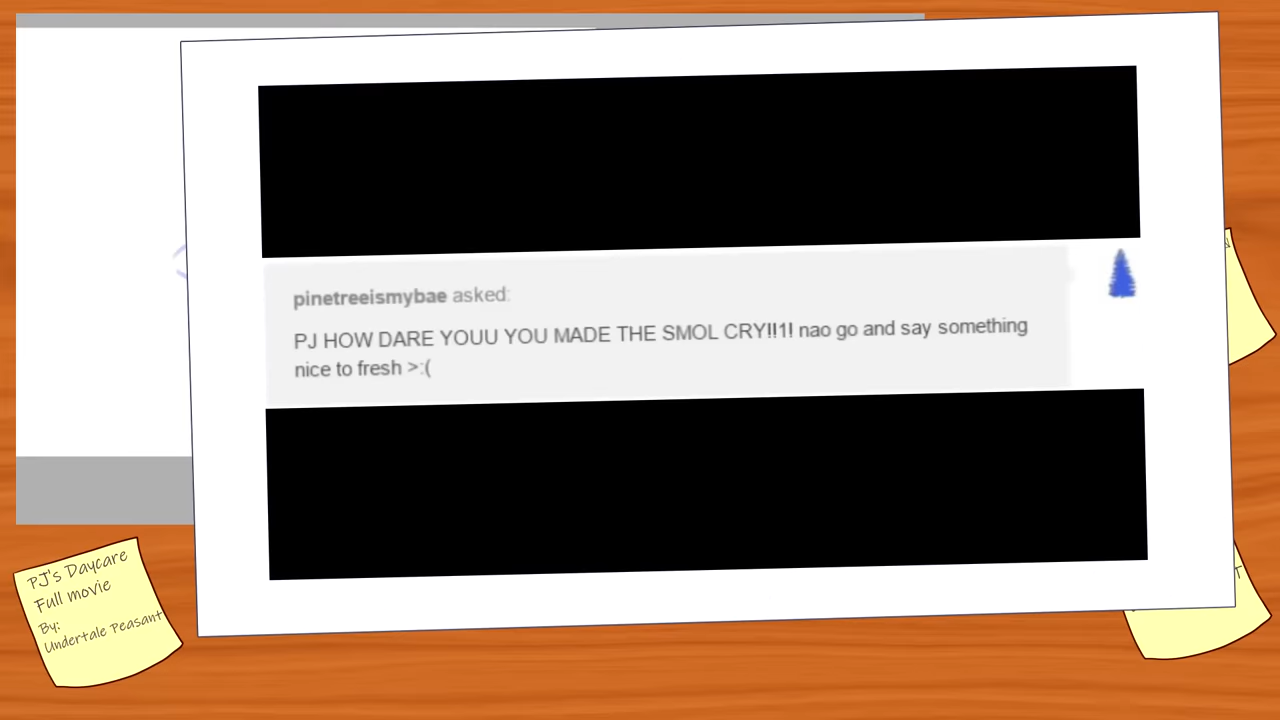 pinetreeismybae asked:
PJ HOW DARE YOUU YOU MADE THE SMOL CRY!!1! nao go and say something
nice to fresh >:(
PJ's Daycare
Full movie
By:
Undertale Peasant